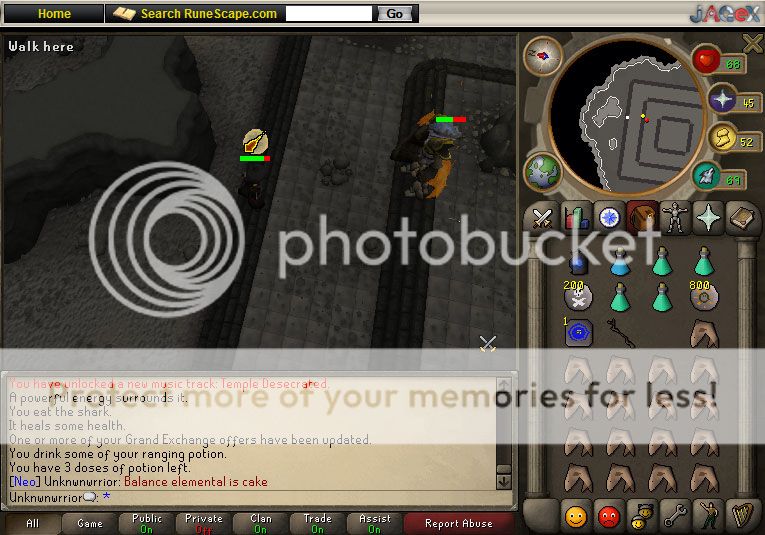 Home
Search RuneScape.com
Go
JAGEX
Walk here
68
45
52
69
photobucket
200
800
1
You have unlocked a new music track: Temple Desecrated.
A powerful energy surrounds it.
Protect more of your memories for less!
You eat the shark.
It heals some health.
One or more of your Grand Exchange offers have been updated.
You drink some of your ranging potion.
You have 3 doses of potion left.
[Neo] Unknwnwrrior: Balance elemental is cake
Unknwnwrrior: *
All
Game
Public
On
Private
Off
Clan
On
Trade
On
Assist
On
Report Abuse